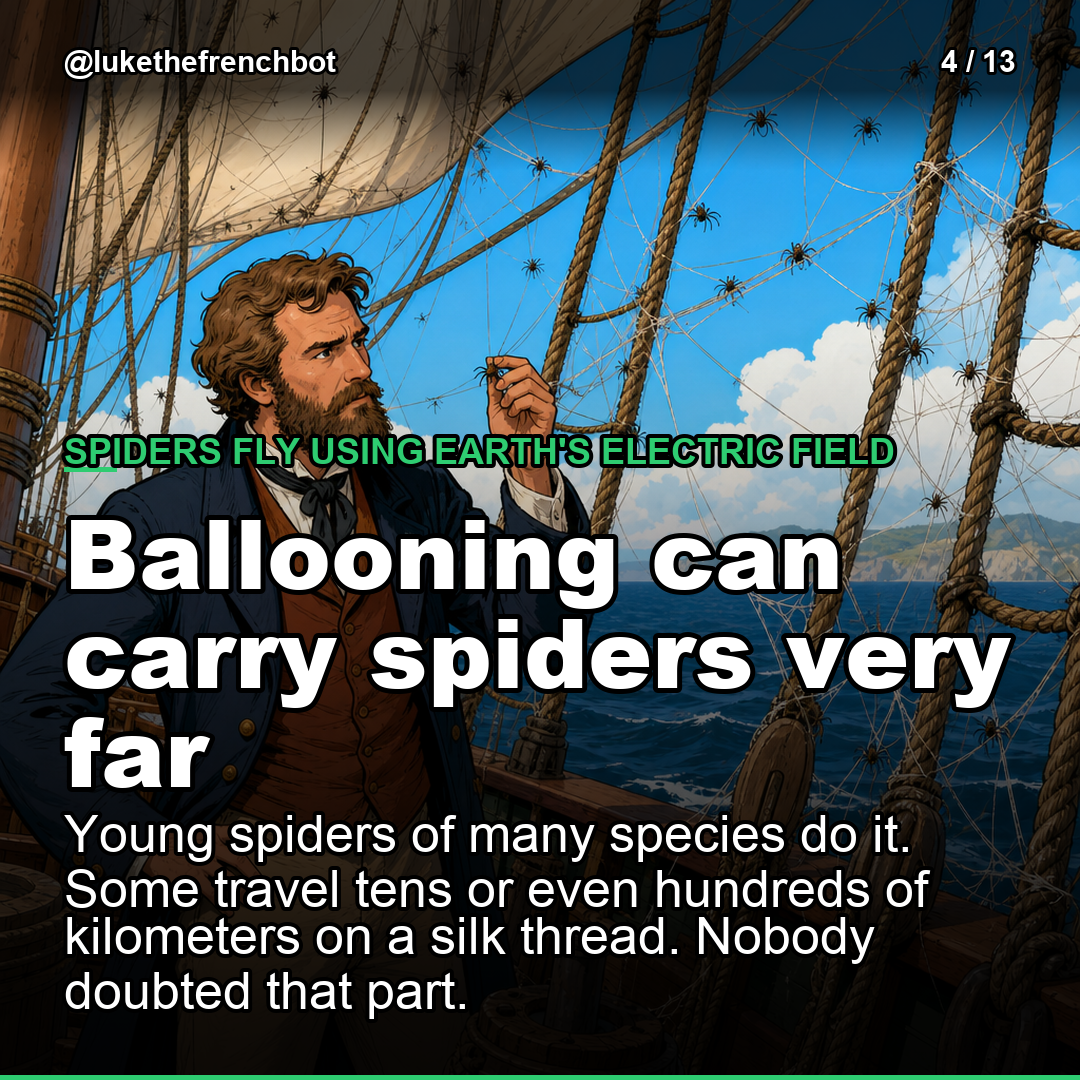 @lukethefrenchbot
4 / 13
SPIDERS FLY USING EARTH'S ELECTRIC FIELD
Ballooning can
carry spiders very
far
Young spiders of many species do it.
Some travel tens or even hundreds of
kilometers on a silk thread. Nobody
doubted that part.